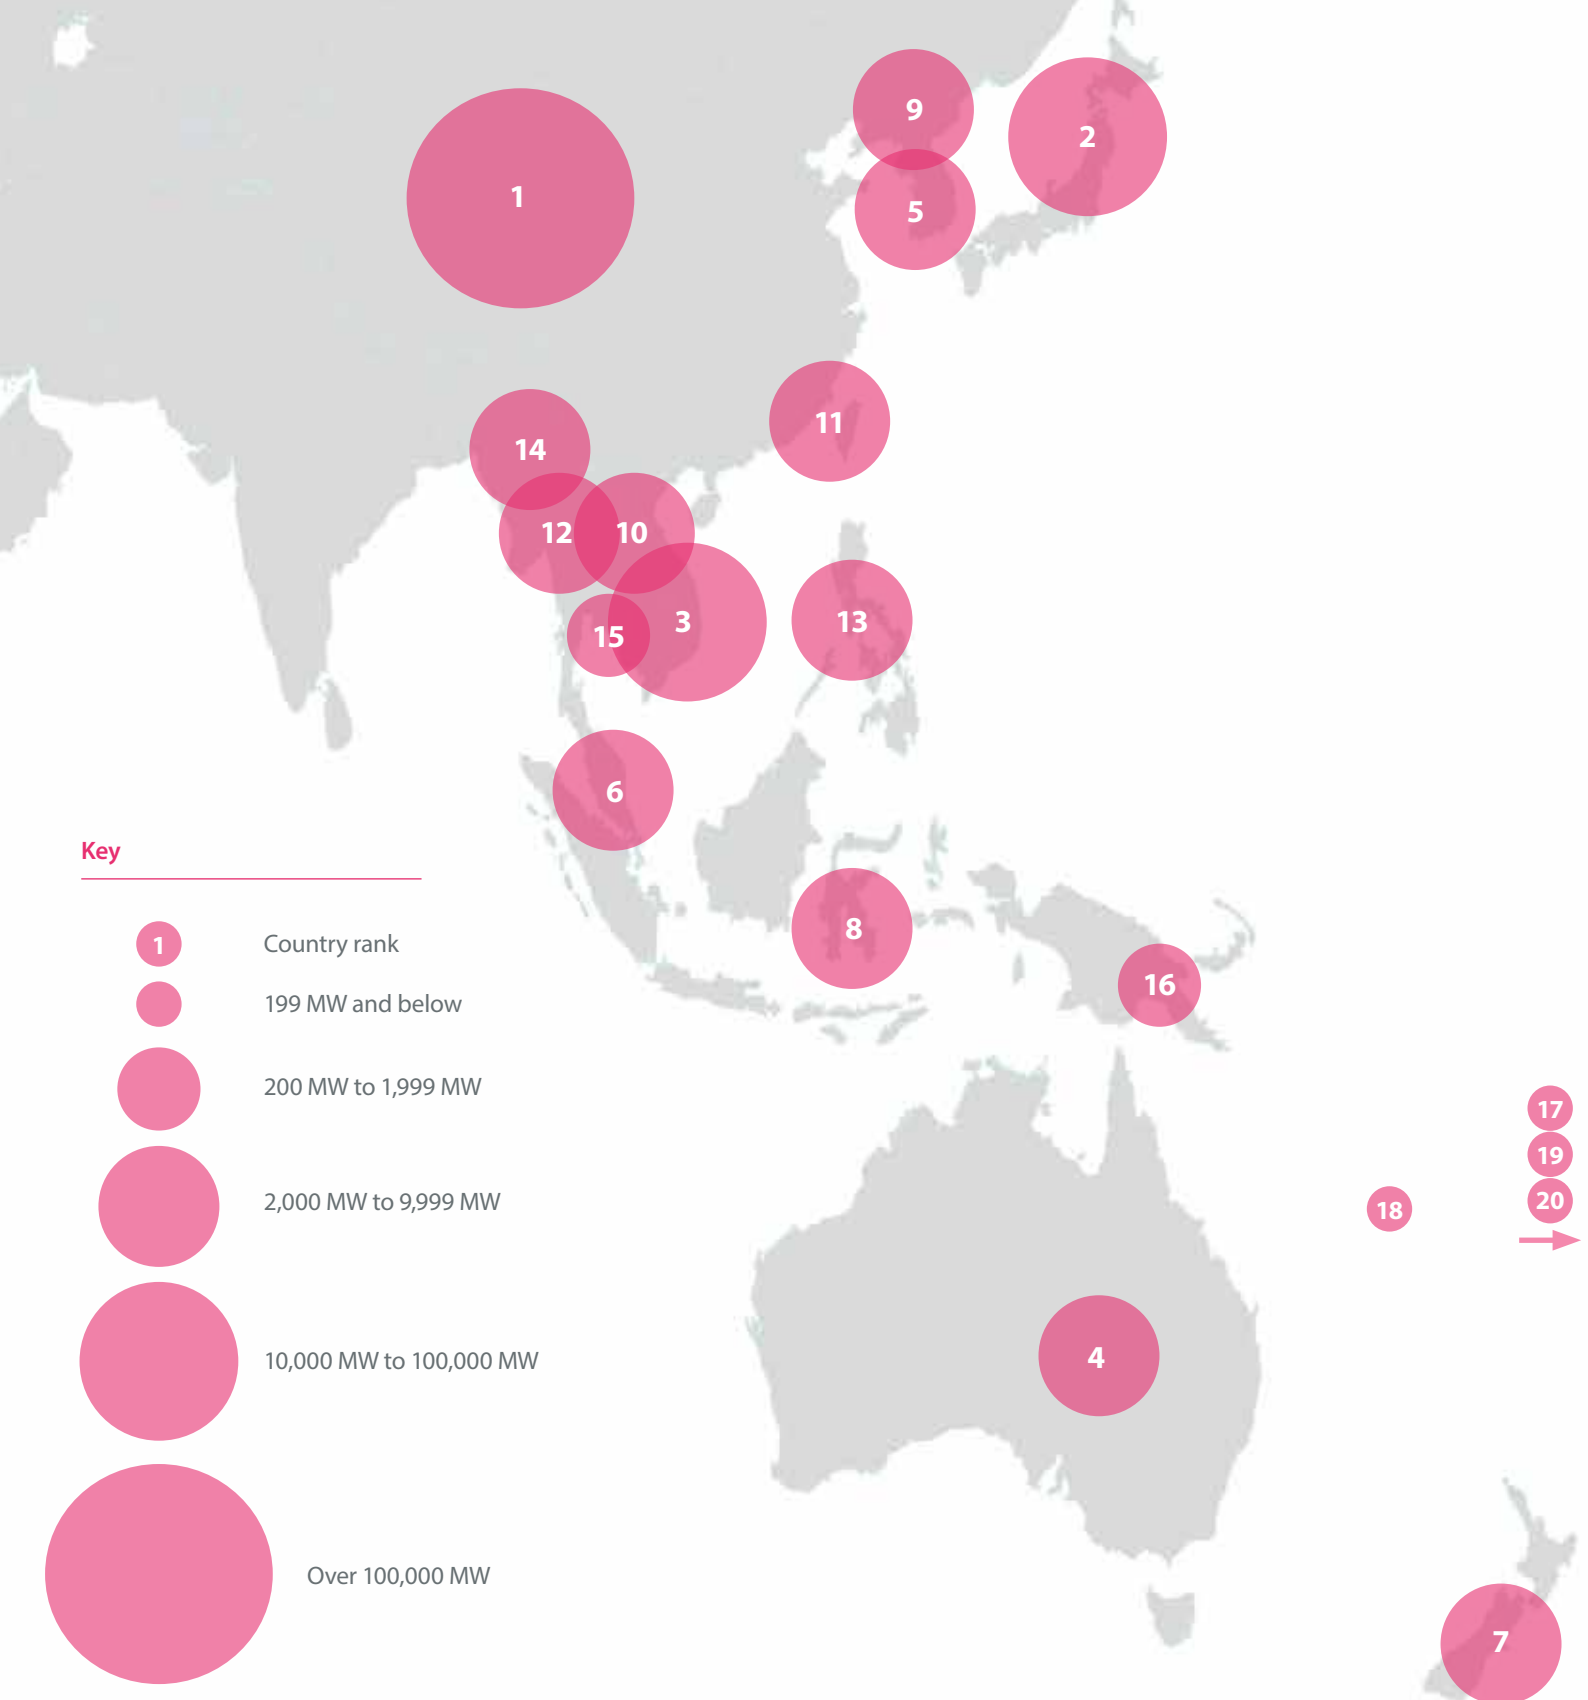 9
2
1
5
11
14
12
10
3
13
15
6
Key
8
1 Country rank
16
199 MW and below
200 MW to 1,999 MW
17
19
2,000 MW to 9,999 MW
20
18
10,000 MW to 100,000 MW
4
Over 100,000 MW
7